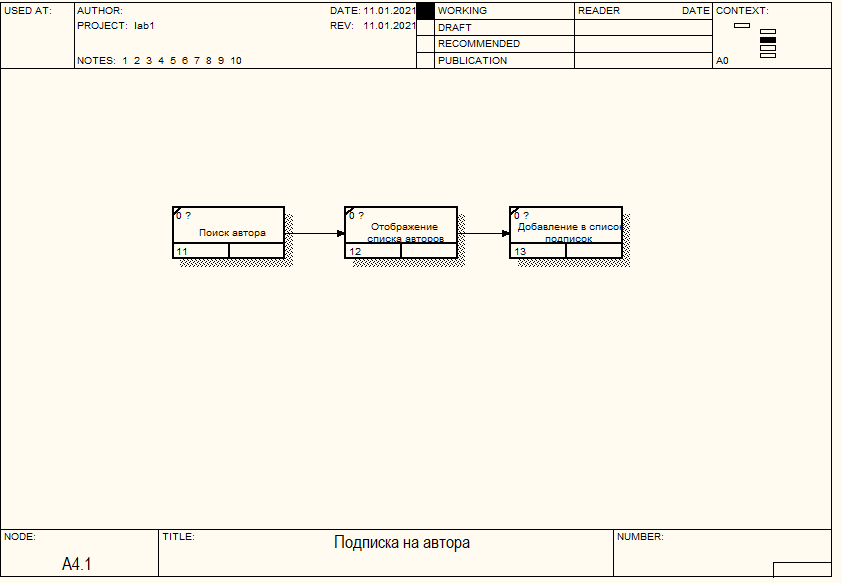 USED AT:
AUTHOR:
DATE: 11.01.2021
PROJECT: lab1
REV: 11.01.2021
NOTES: 1 2 3 4 5 6 7 8 9 10
WORKING
DRAFT
RECOMMENDED
PUBLICATION
READER
DATE
CONTEXT:
A0
0 ?
Поиск автора
11
0 ?
Отображение
списка авторов
12
0 ?
Добавление в список
подписок
13
NODE:
A4.1
TITLE:
Подписка на автора
NUMBER: